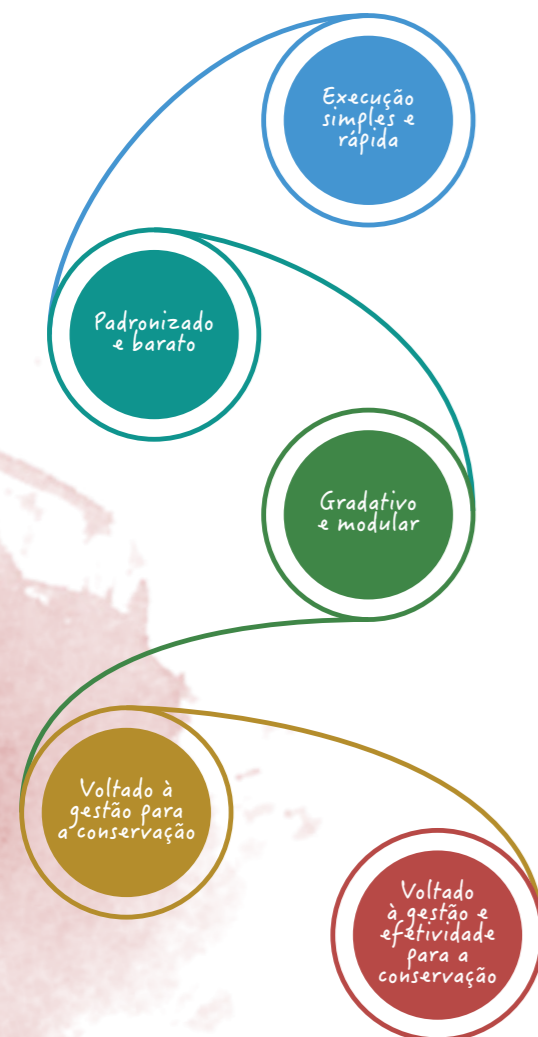 Execução
simples e
rápida
Padronizado
e barato
Gradativo
e modular
Voltado à
gestão para
a conservação
Voltado
à gestão e
efetividade
para a
conservação